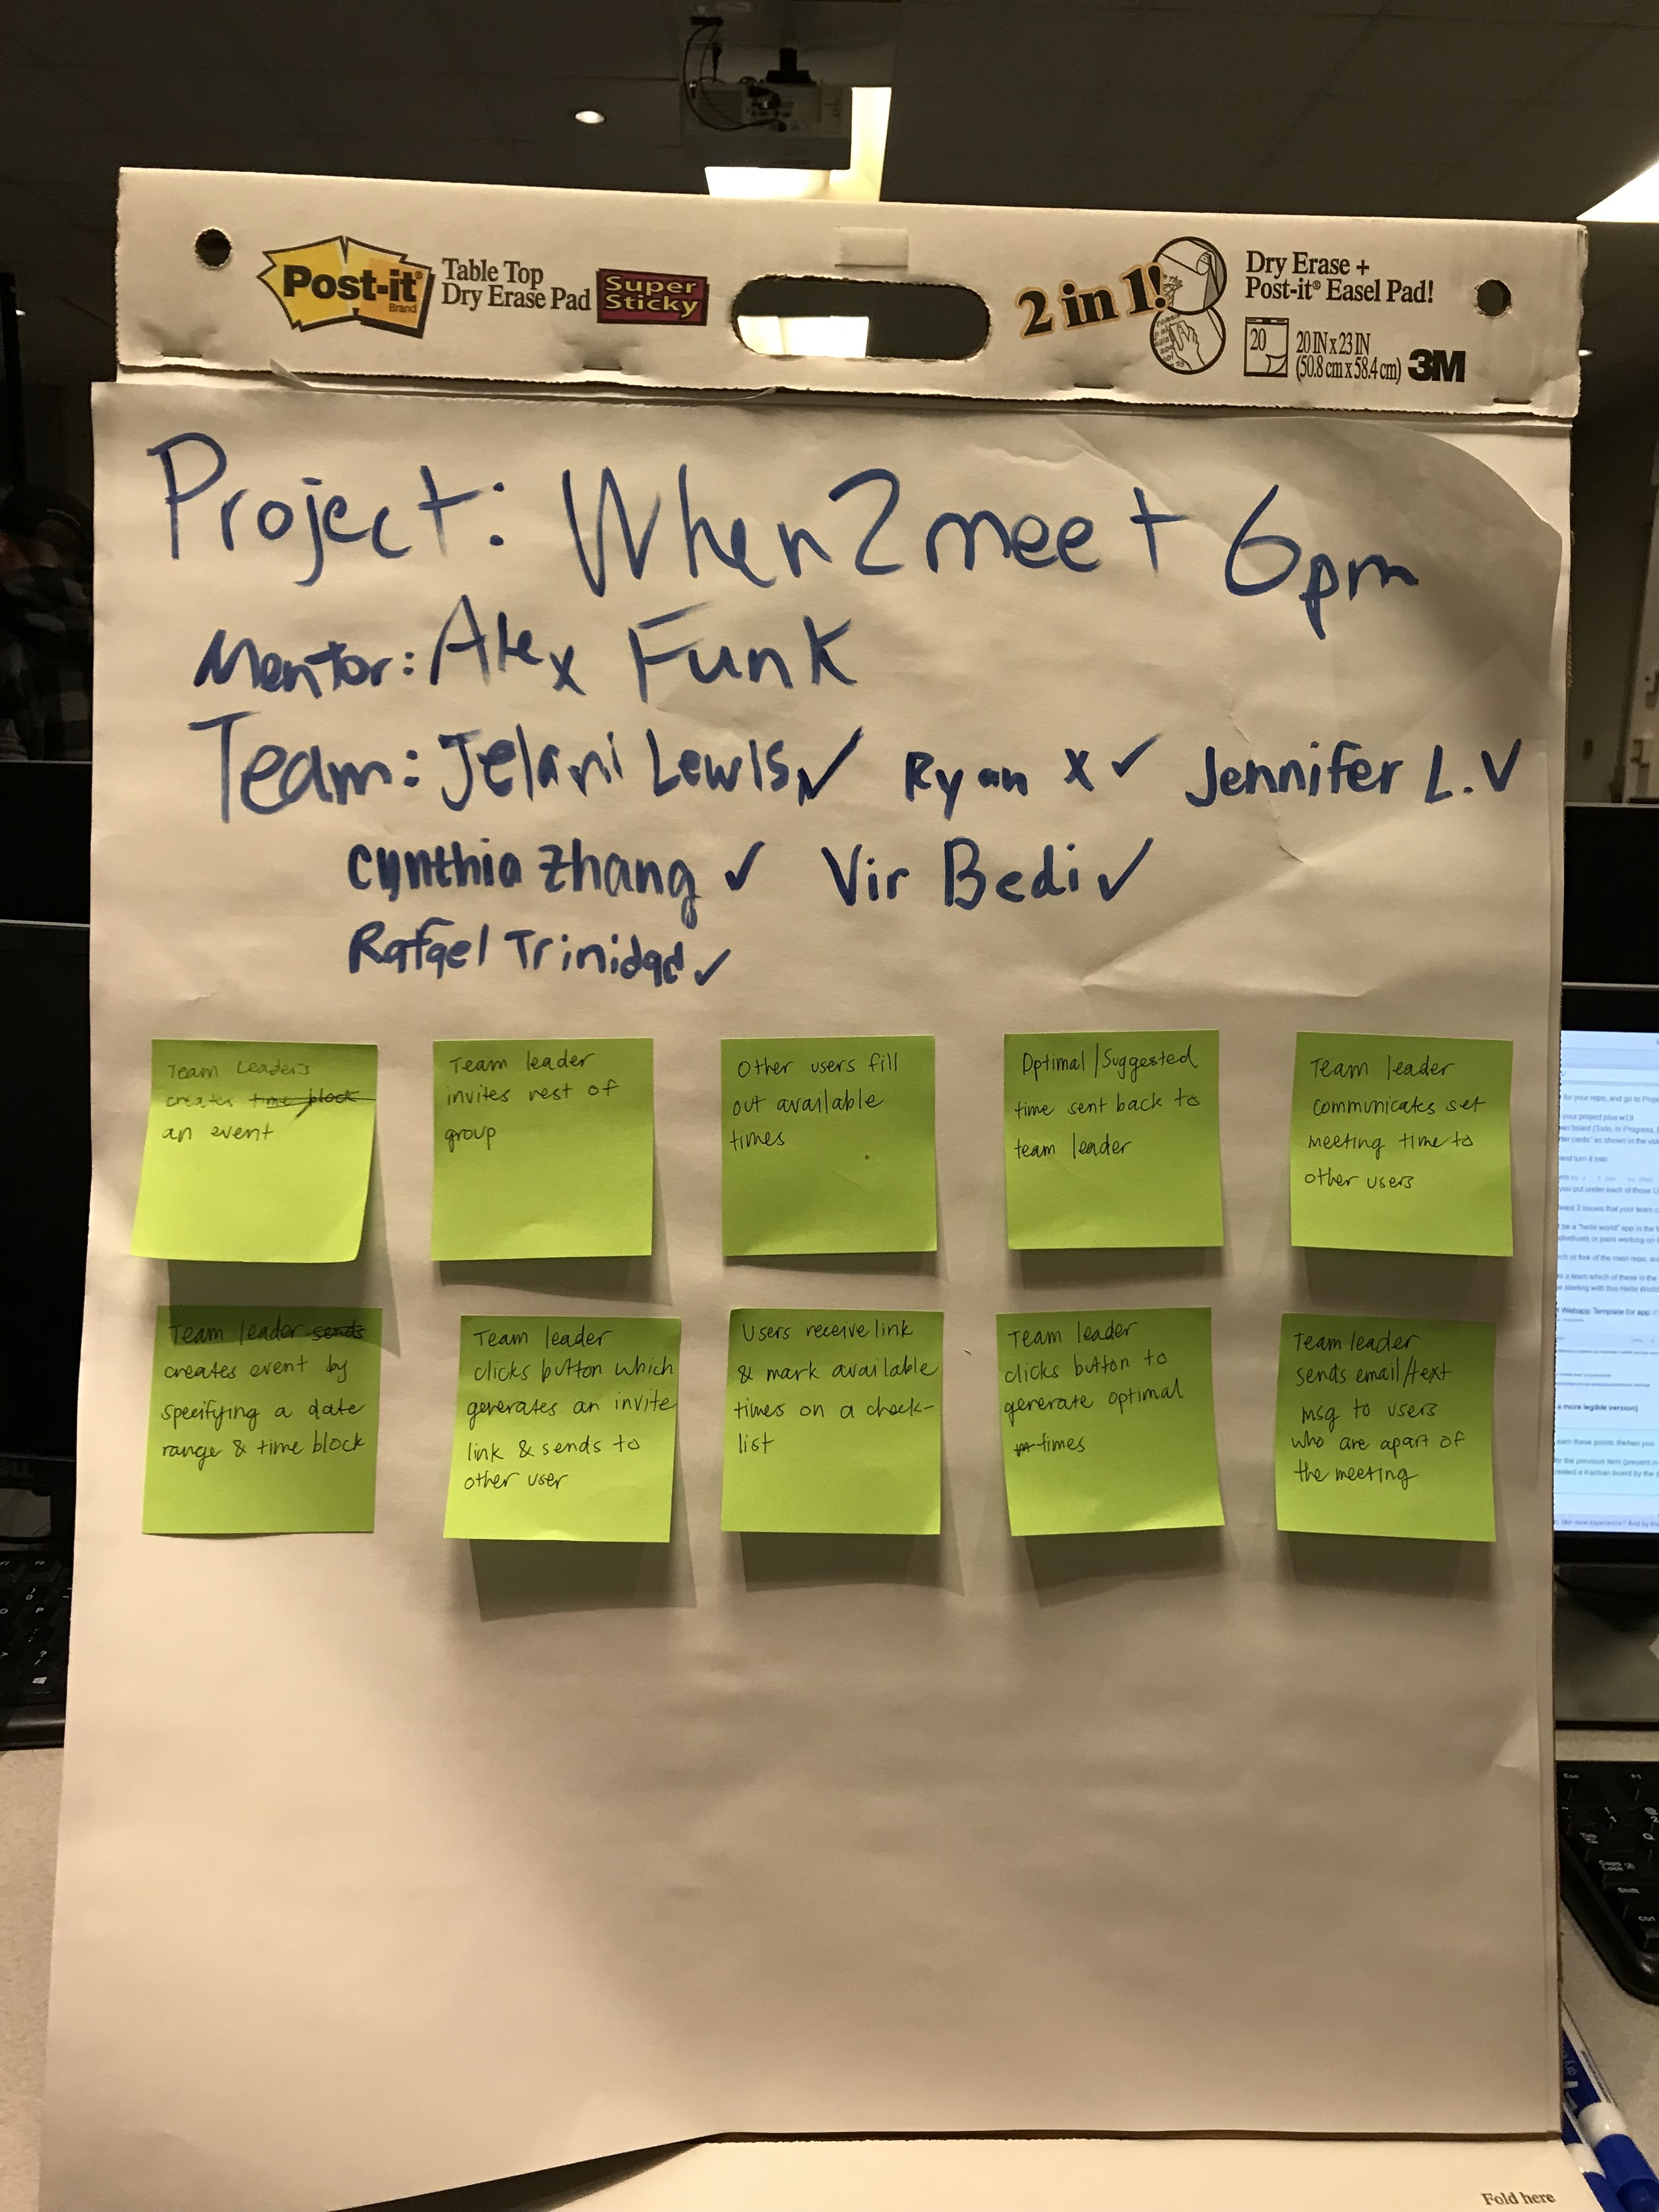 Post-it
Brand
Table Top
Dry Erase Pad
Super
Sticky
2 in 1!
Dry Erase +
Post-it® Easel Pad!
20
20 IN x 23 IN
(50.8 cm x 58.4 cm)
3M
Project: When2meet 6pm
Mentor: Alex Funk
Team: Jelani Lewis ✓ Ryan X ✓ Jennifer L. V
Cynthia Zhang ✓ Vir Bedi ✓
Rafael Trinidad ✓
Team Leaders
creates time block
an event
Team leader
invites rest of
group
Other users fill
out available
times
Optimal/Suggested
time sent back to
team leader
Team leader
communicates set
meeting time to
other users
Team leader sends
creates event by
specifying a date
range & time block
Team leader
clicks button which
generates an invite
link & sends to
other user
Users receive link
& mark available
times on a check-
list
Team leader
clicks button to
generate optimal
times
Team leader
sends email/text
msg to users
who are apart of
the meeting
Fold here